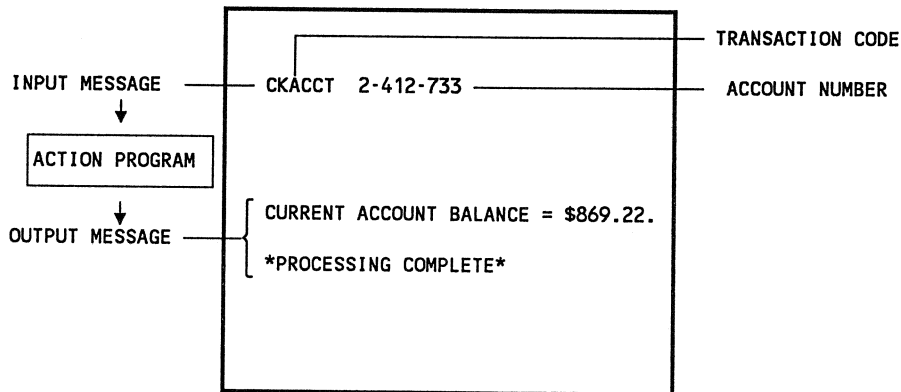 TRANSACTION CODE
INPUT MESSAGE
CKACCT 2-412-733
ACCOUNT NUMBER
ACTION PROGRAM
CURRENT ACCOUNT BALANCE = $869.22.
OUTPUT MESSAGE
*PROCESSING COMPLETE*